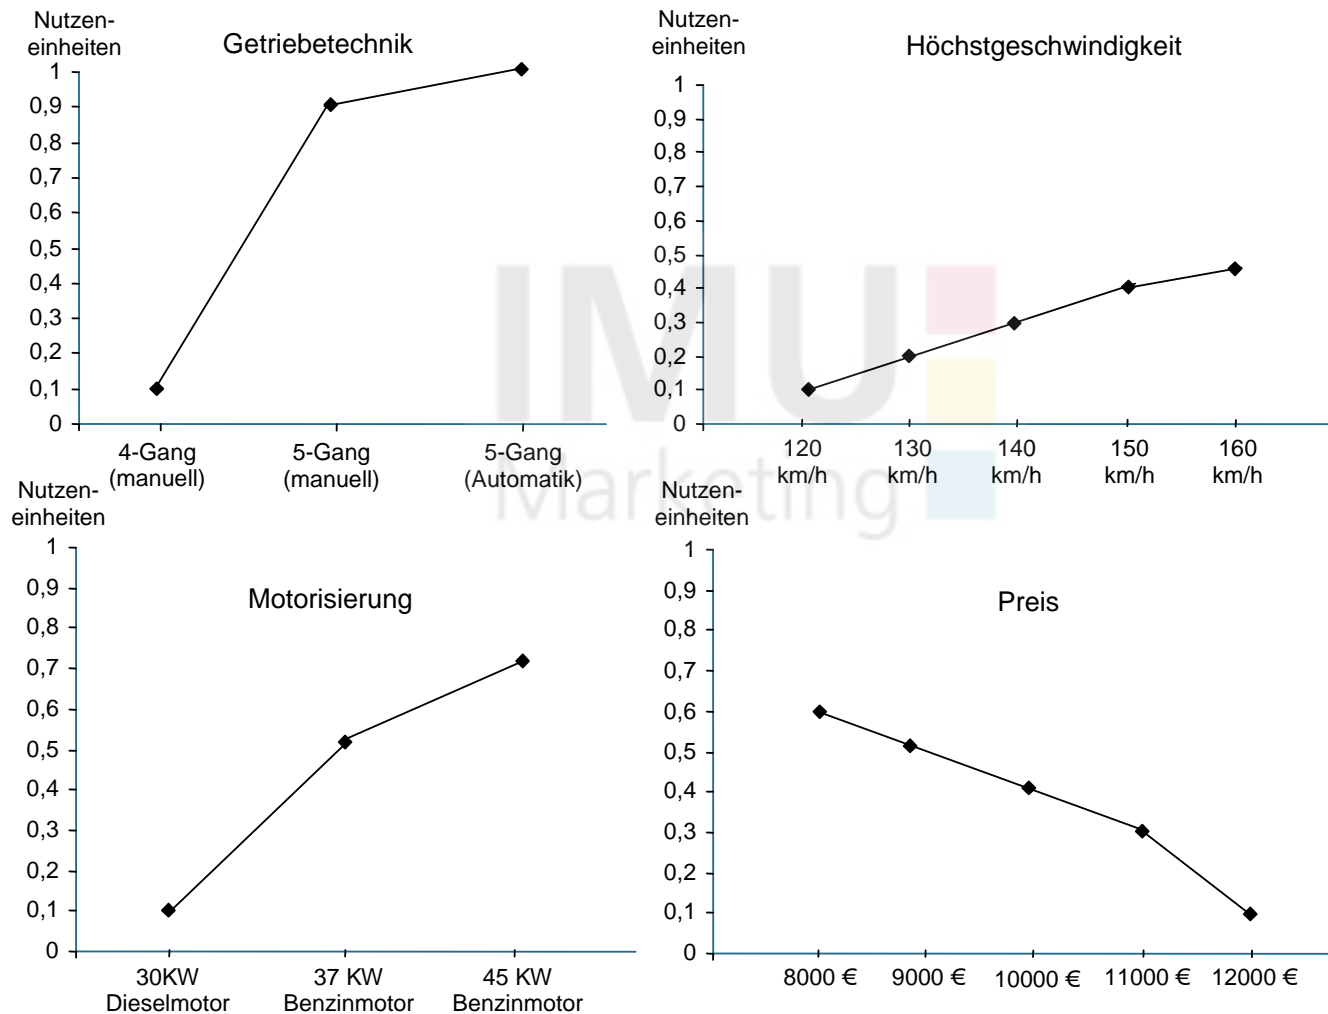 Nutzen-
einheiten
Getriebetechnik
1
0,9
0,8
0,7
0,6
0,5
0,4
0,3
0,2
0,1
0
4-Gang
(manuell)
5-Gang
(manuell)
5-Gang
(Automatik)
Nutzen-
einheiten
Höchstgeschwindigkeit
1
0,9
0,8
0,7
0,6
0,5
0,4
0,3
0,2
0,1
0
120
km/h
130
km/h
140
km/h
150
km/h
160
km/h
IMU
Marketing
Nutzen-
einheiten
Motorisierung
1
0,9
0,8
0,7
0,6
0,5
0,4
0,3
0,2
0,1
0
30KW
Dieselmotor
37 KW
Benzinmotor
45 KW
Benzinmotor
Nutzen-
einheiten
Preis
1
0,9
0,8
0,7
0,6
0,5
0,4
0,3
0,2
0,1
0
8000 €
9000 €
10000 €
11000 €
12000 €